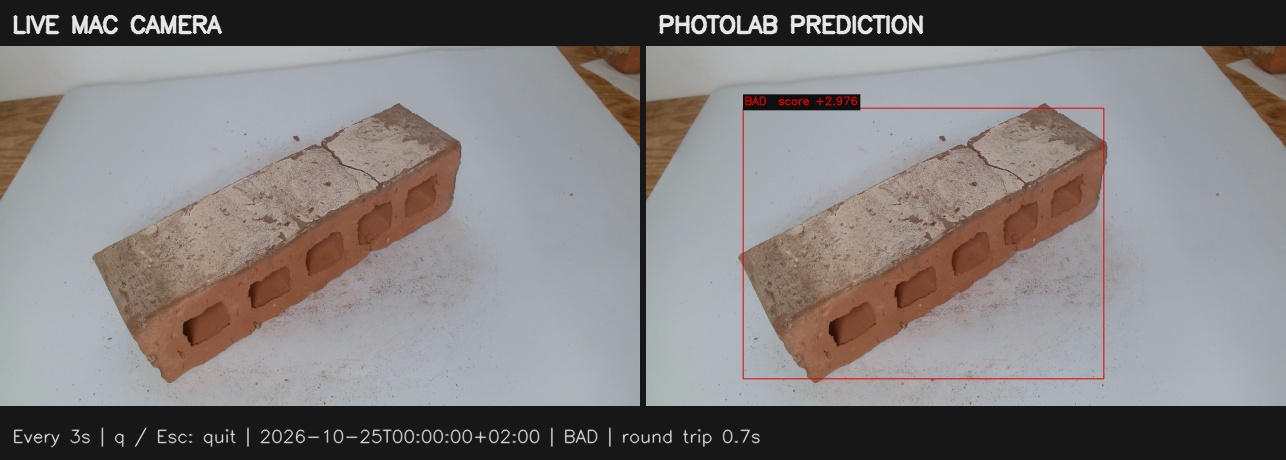 LIVE MAC CAMERA
PHOTOLAB PREDICTION
BAD score +2.976
Every 3s | q / Esc: quit | 2026-10-25T00:00:00+02:00 | BAD | round trip 0.7s